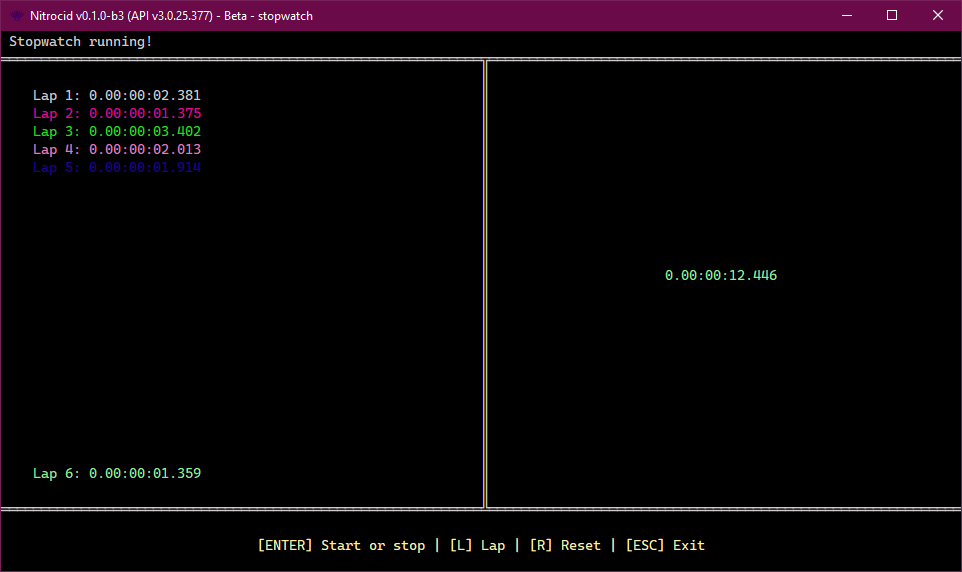 Nitrocid v0.1.0-b3 (API v3.0.25.377) - Beta - stopwatch
Stopwatch running!
Lap 1: 0.00:00:02.381
Lap 2: 0.00:00:01.375
Lap 3: 0.00:00:03.402
Lap 4: 0.00:00:02.013
Lap 5: 0.00:00:01.914
0.00:00:12.446
Lap 6: 0.00:00:01.359
[ENTER] Start or stop | [L] Lap | [R] Reset | [ESC] Exit